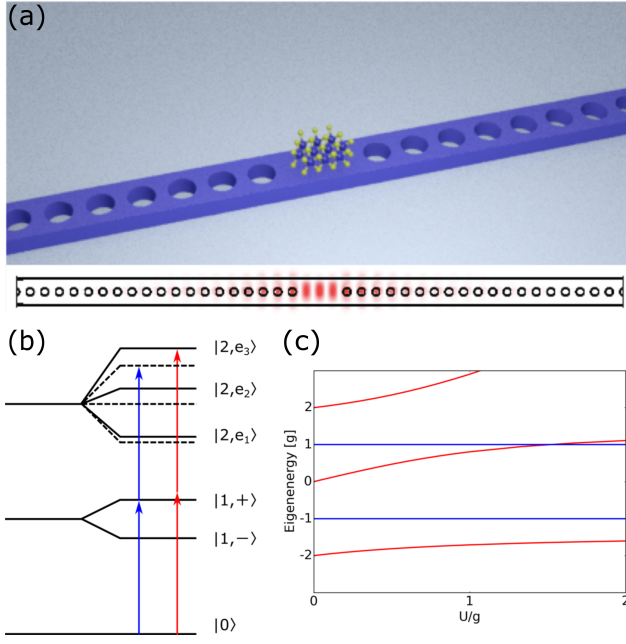 (a)
(b)
|2,e₃⟩
|2,e₂⟩
|2,e₁⟩
|1,+⟩
|1,−⟩
|0⟩
(c)
Eigenenergy [g]
2
1
0
-1
-2
0
1
2
U/g